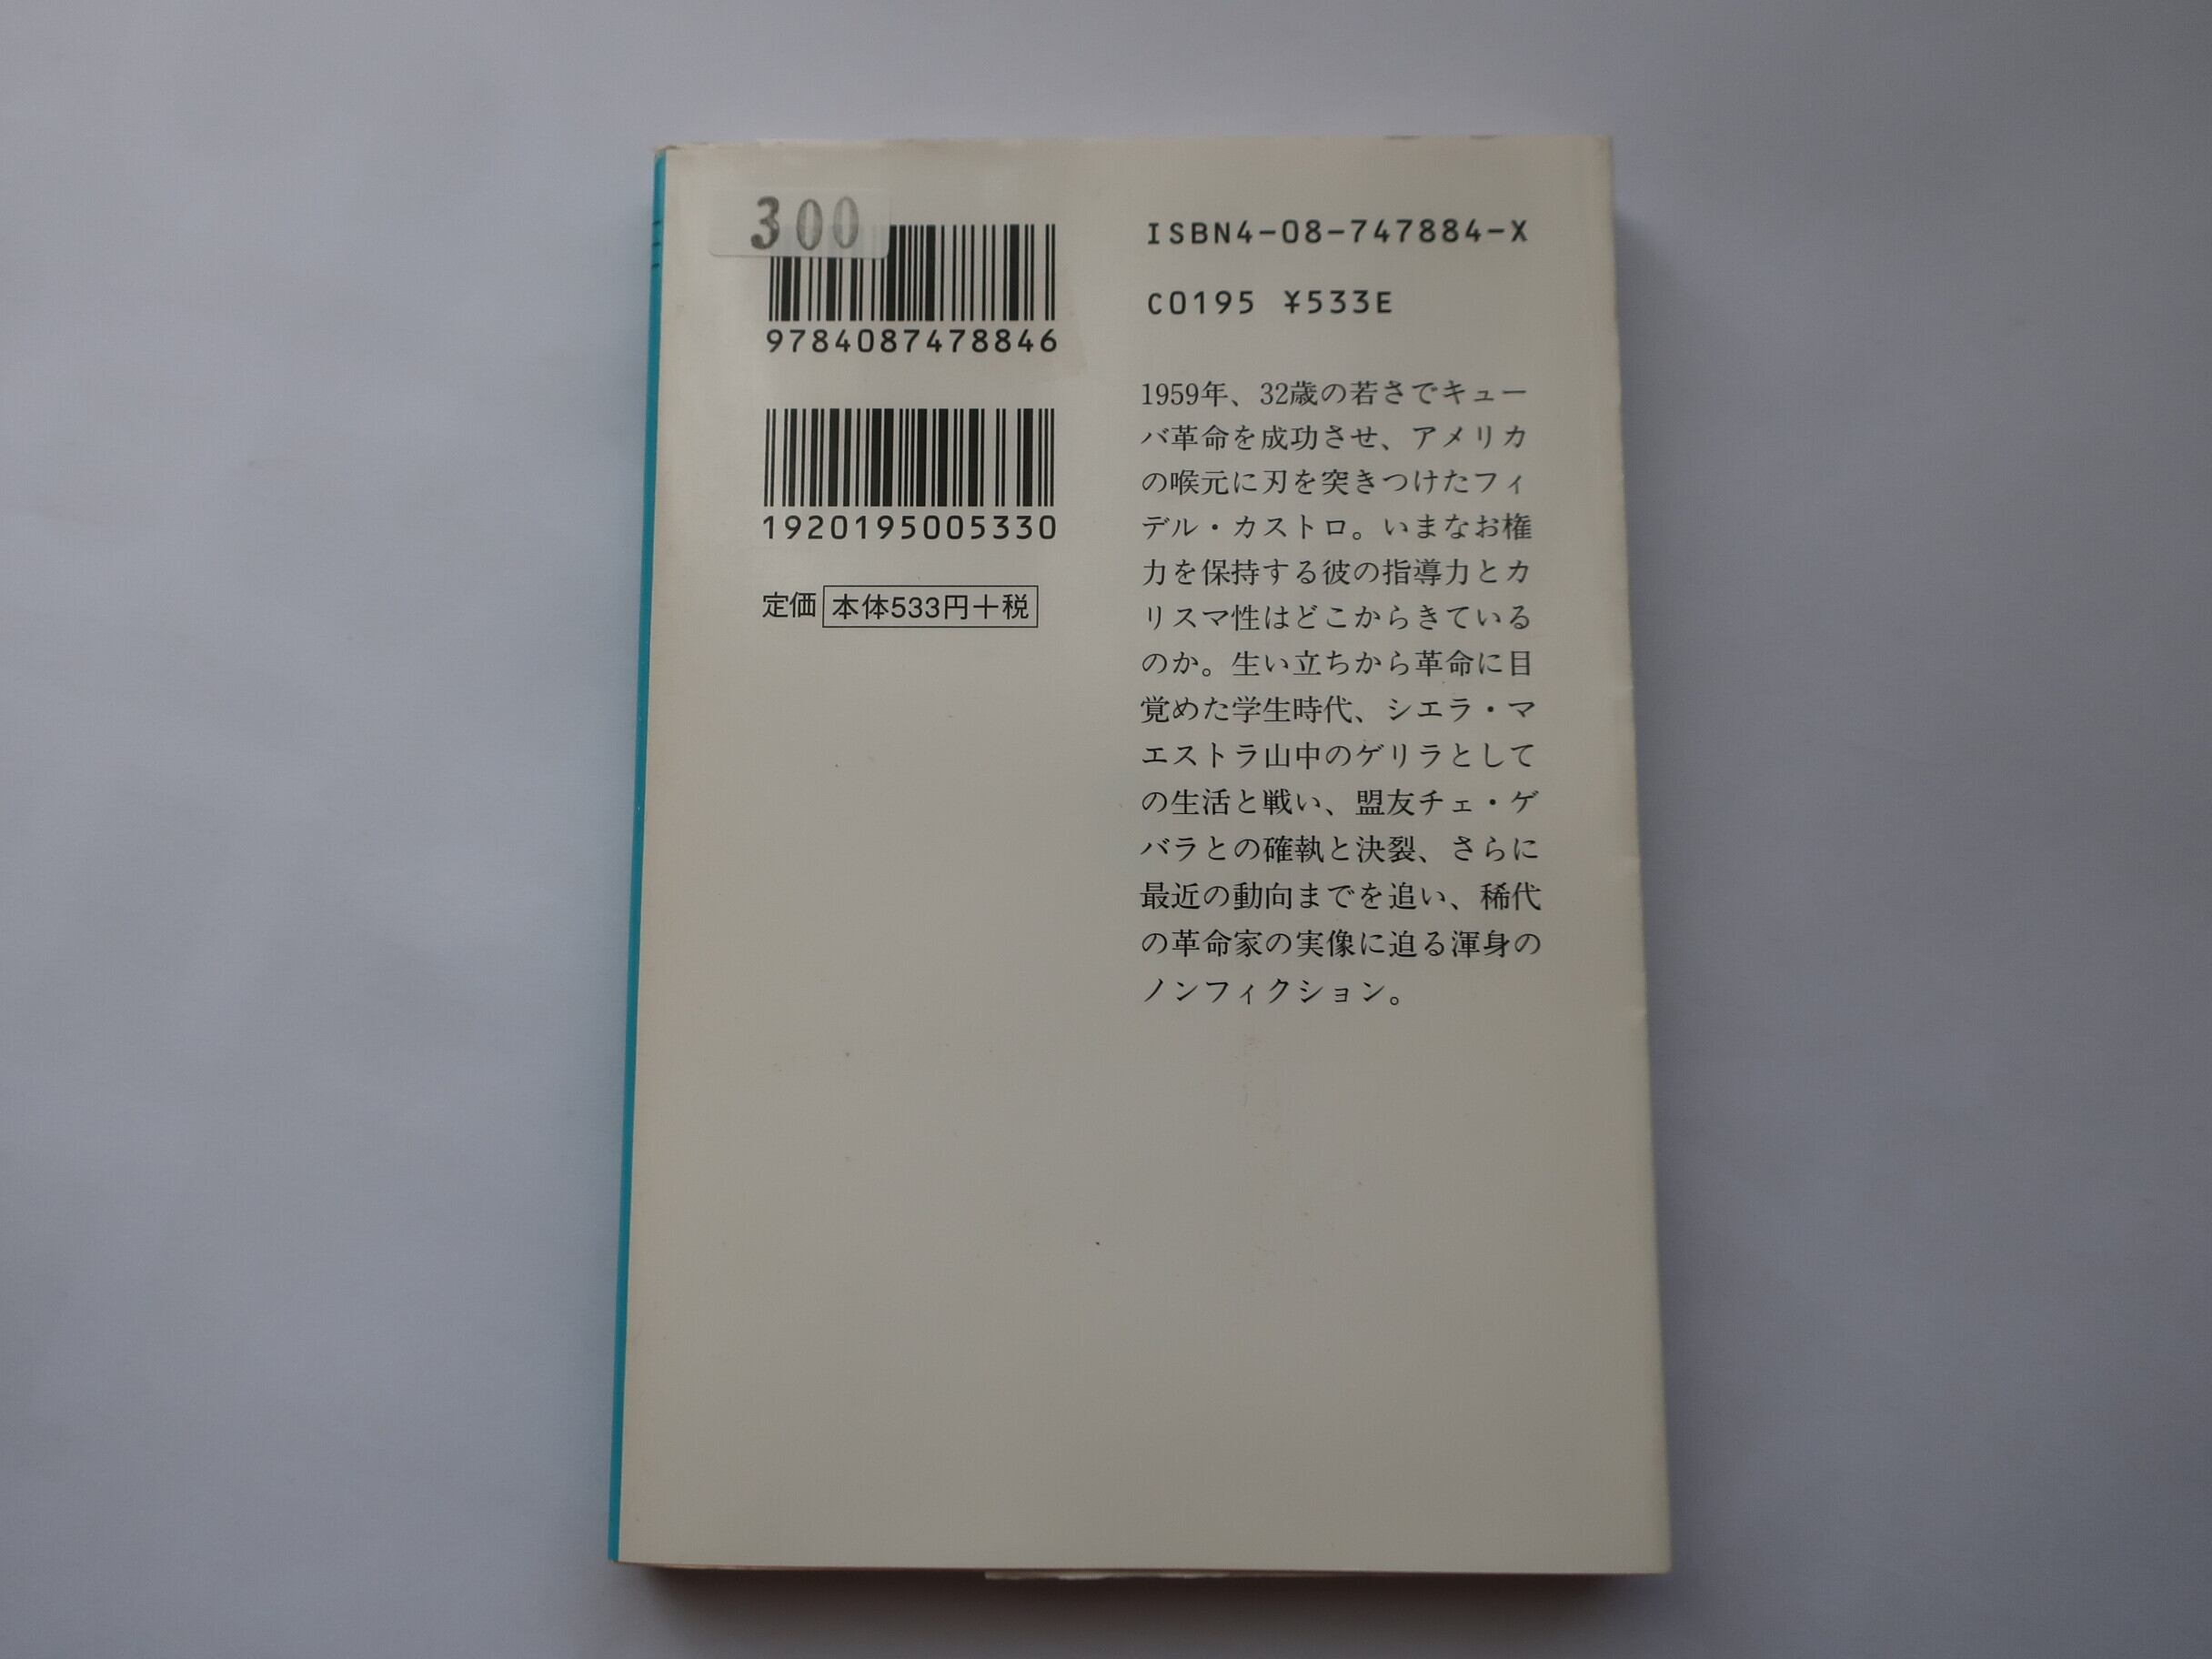 300
9784087478846
1920195005330
定価 本体533円+税
ISBN4-08-747884-X
C0195 ¥533E
1959年、32歳の若さでキュー
バ革命を成功させ、アメリカ
の喉元に刃を突きつけたフィ
デル・カストロ。いまなお権
力を保持する彼の指導力とカ
リスマ性はどこからきている
のか。生い立ちから革命に目
覚めた学生時代、シエラ・マ
エストラ山中のゲリラとして
の生活と戦い、盟友チェ・ゲ
バラとの確執と決裂、さらに
最近の動向までを追い、稀代
の革命家の実像に迫る渾身の
ノンフィクション。